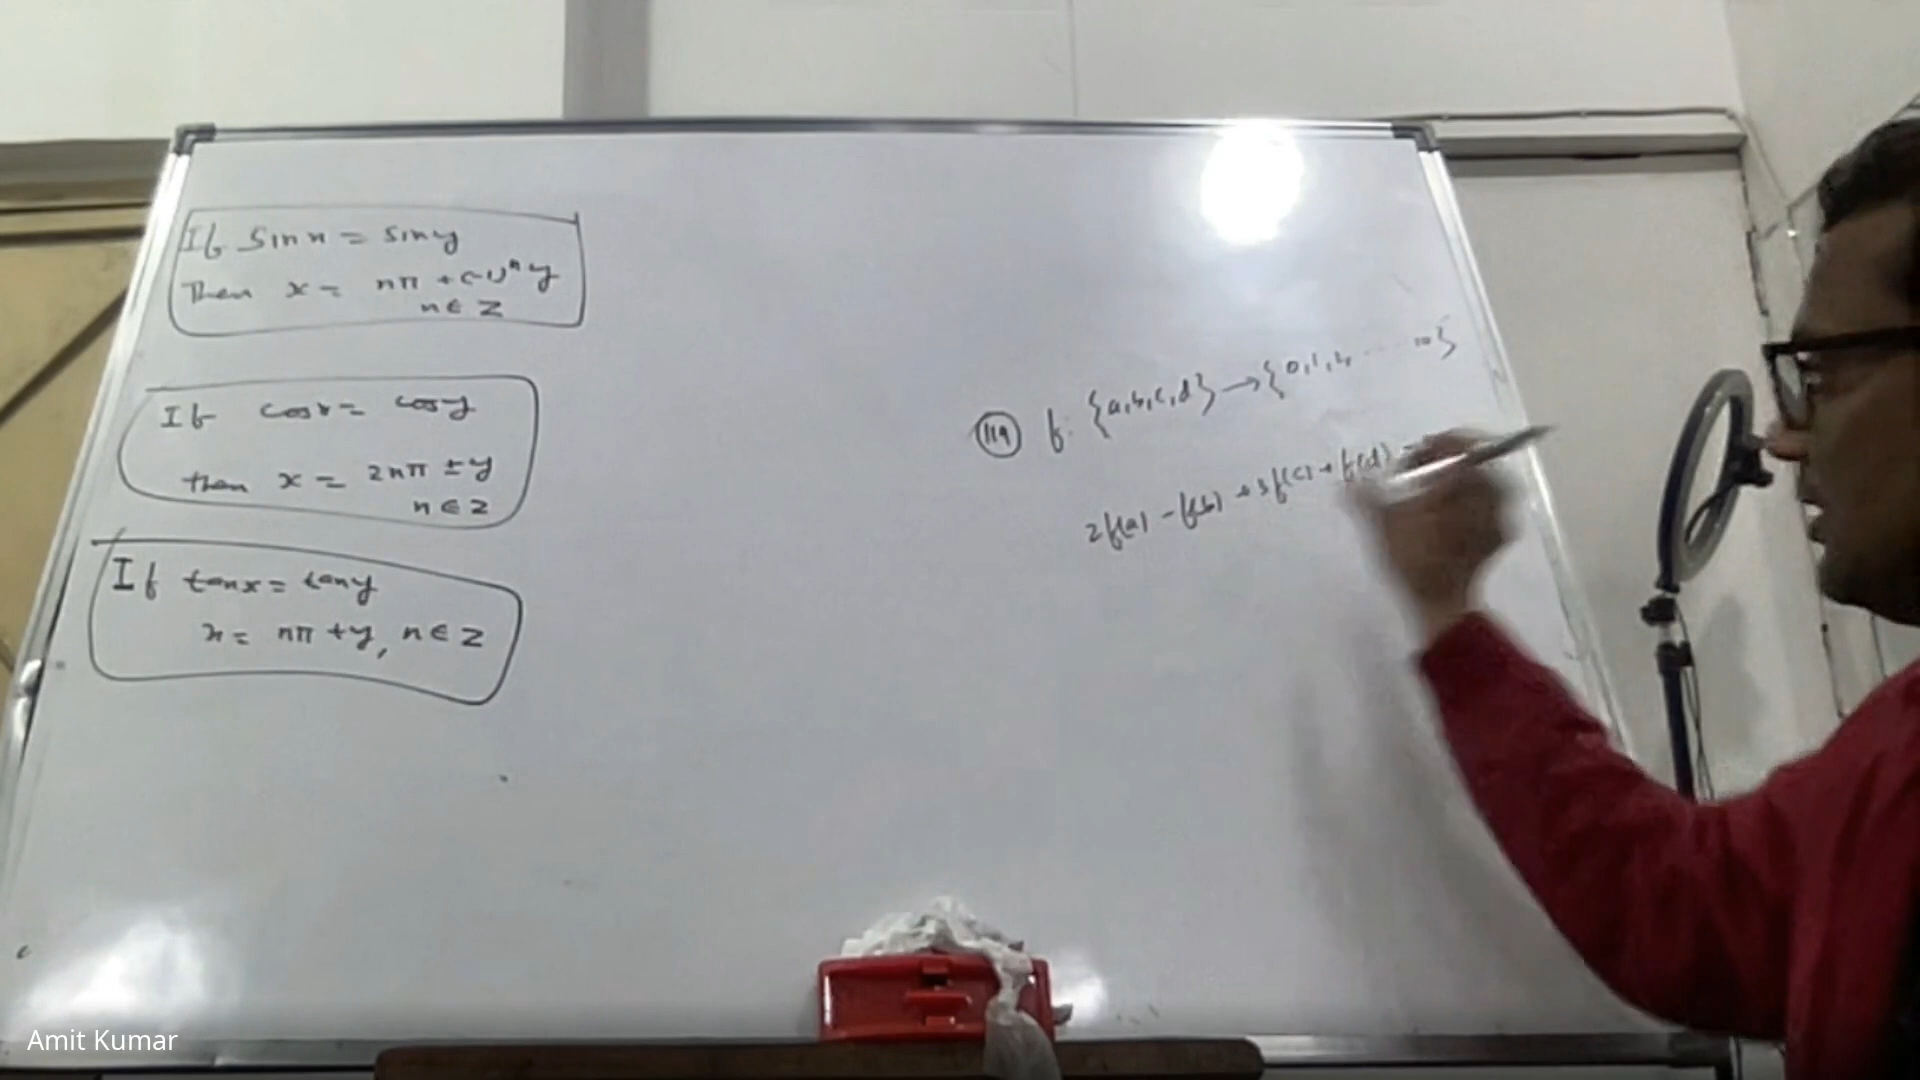 If sin x = sin y
Then x = nπ + (-1)ⁿ y
n ∈ Z
If cos x = cos y
then x = 2nπ ± y
n ∈ Z
If tan x = tan y
x = nπ + y, n ∈ Z
119 f: {a,b,c,d} → {0,1,2, ..... 10}
2f(a) - f(b) + 3f(c) + f(d)
Amit Kumar